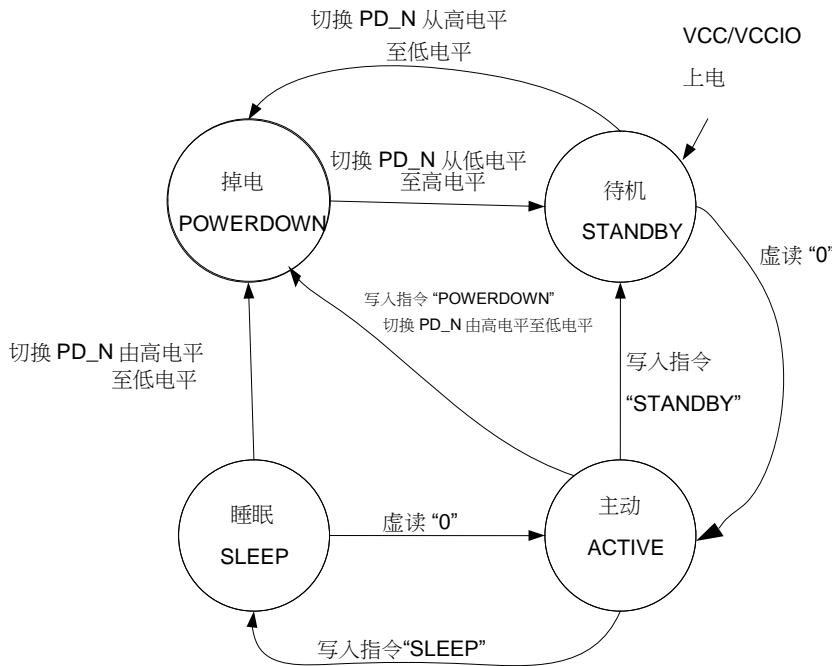 切换 PD_N 从高电平
至低电平
VCC/VCCIO
上电
掉电
POWERDOWN
切换 PD_N 从低电平
至高电平
待机
STANDBY
虚读 “0”
写入指令 “POWERDOWN”
切换 PD_N 由高电平至低电平
切换 PD_N 由高电平
至低电平
写入指令
“STANDBY”
睡眠
SLEEP
虚读 “0”
主动
ACTIVE
写入指令“SLEEP”